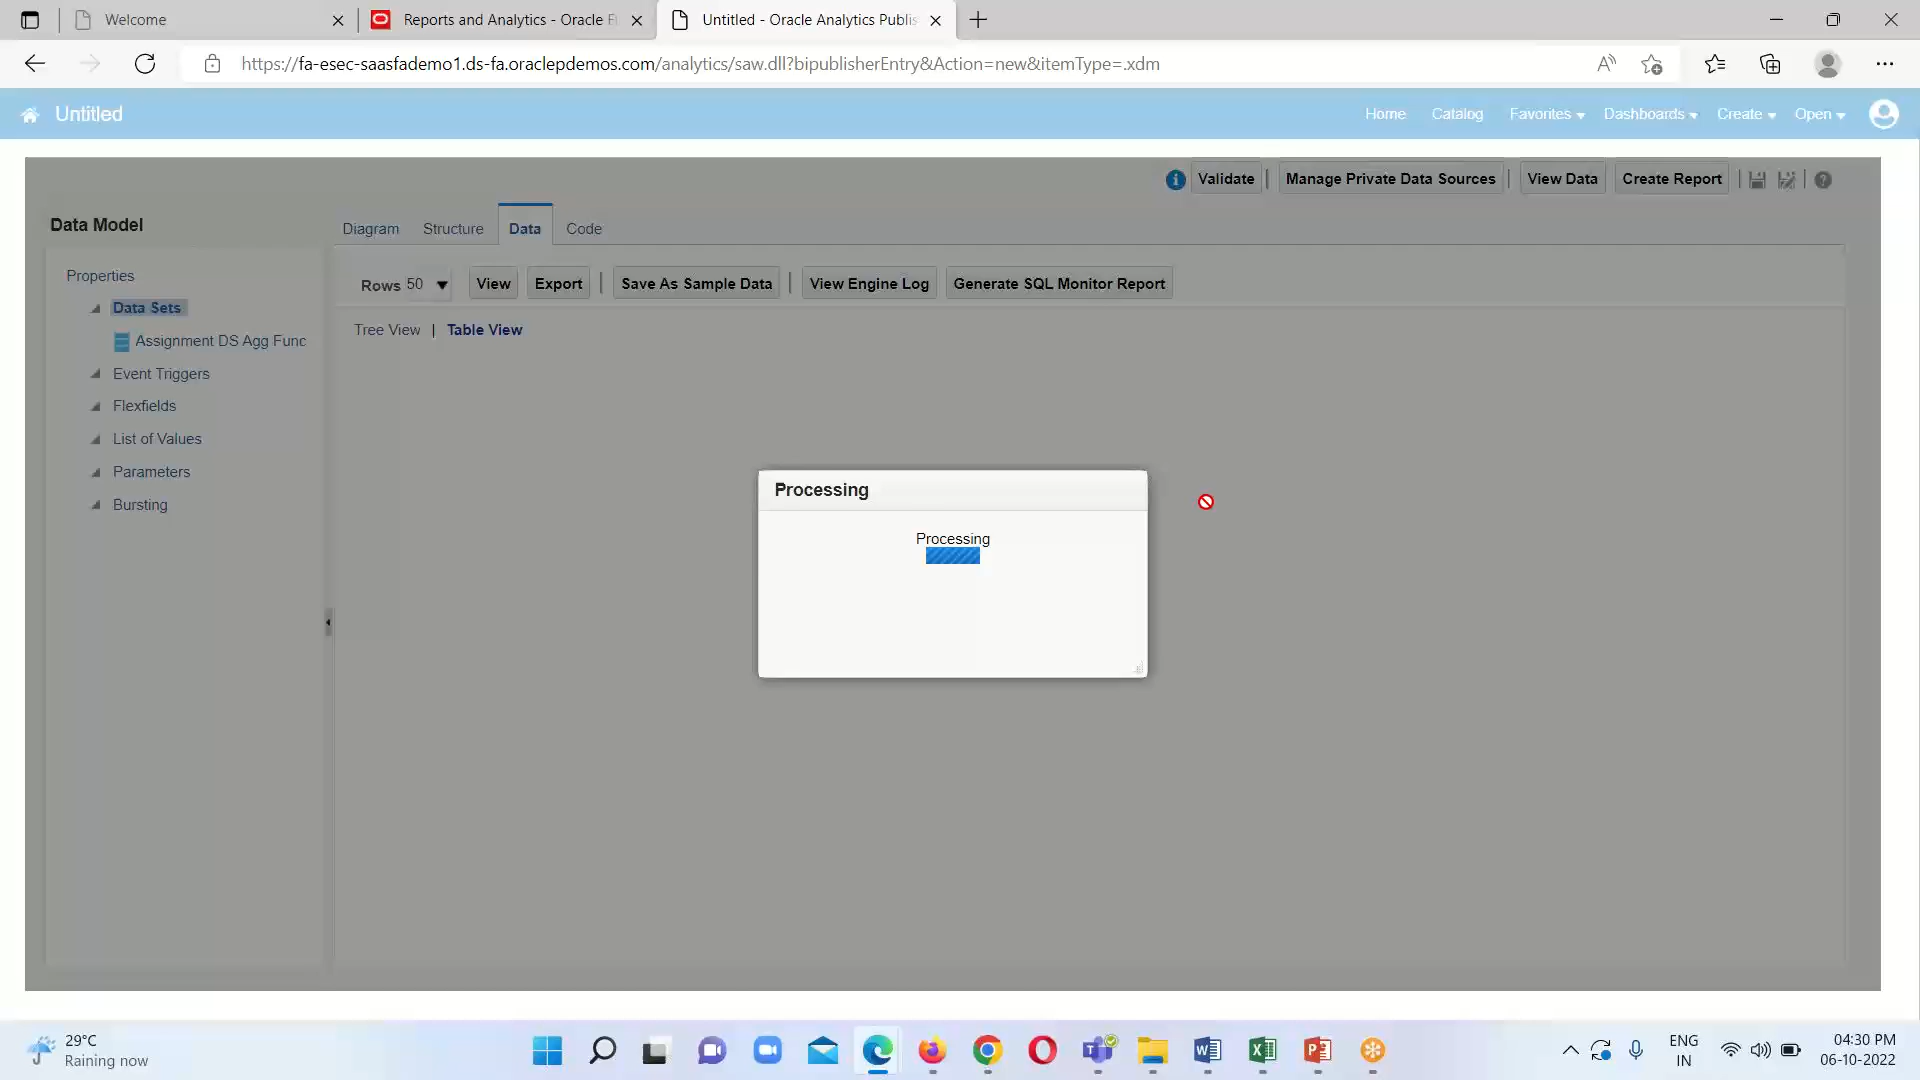 Welcome
Reports and Analytics - Oracle F
Untitled - Oracle Analytics Publis
https://fa-esec-saasfademo1.ds-fa.oraclepdemos.com/analytics/saw.dll?bipublisherEntry&Action=new&itemType=.xdm
Untitled
Home
Catalog
Favorites
Dashboards
Create
Open
Validate
Manage Private Data Sources
View Data
Create Report
Data Model
Diagram
Structure
Data
Code
Properties
Data Sets
Assignment DS Agg Func
Event Triggers
Flexfields
List of Values
Parameters
Bursting
Rows 50
View
Export
Save As Sample Data
View Engine Log
Generate SQL Monitor Report
Tree View | Table View
Processing
Processing
29°C
Raining now
ENG
IN
04:30 PM
06-10-2022